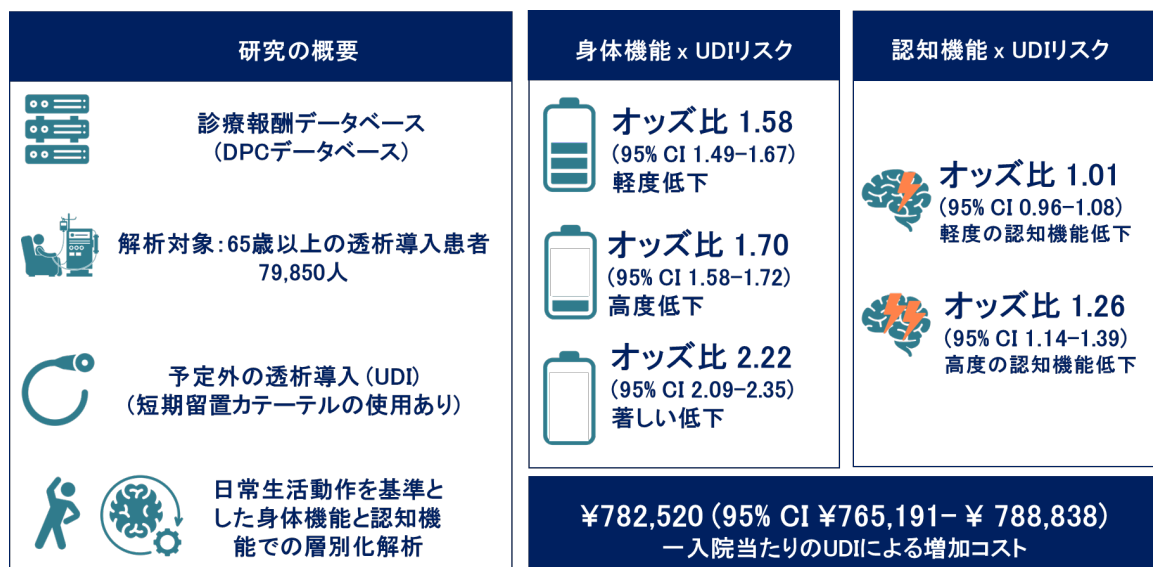 研究の概要
診療報酬データベース
(DPCデータベース)
解析対象:65歳以上の透析導入患者
79,850人
予定外の透析導入(UDI)
(短期留置カテーテルの使用あり)
日常生活動作を基準と
した身体機能と認知機
能での層別化解析
身体機能 x UDIリスク
オッズ比 1.58
(95% CI 1.49–1.67)
軽度低下
オッズ比 1.70
(95% CI 1.58–1.72)
高度低下
オッズ比 2.22
(95% CI 2.09–2.35)
著しい低下
認知機能 x UDIリスク
オッズ比 1.01
(95% CI 0.96–1.08)
軽度の認知機能低下
オッズ比 1.26
(95% CI 1.14–1.39)
高度の認知機能低下
¥782,520 (95% CI ¥765,191– ¥ 788,838)
一入院当たりのUDIによる増加コスト